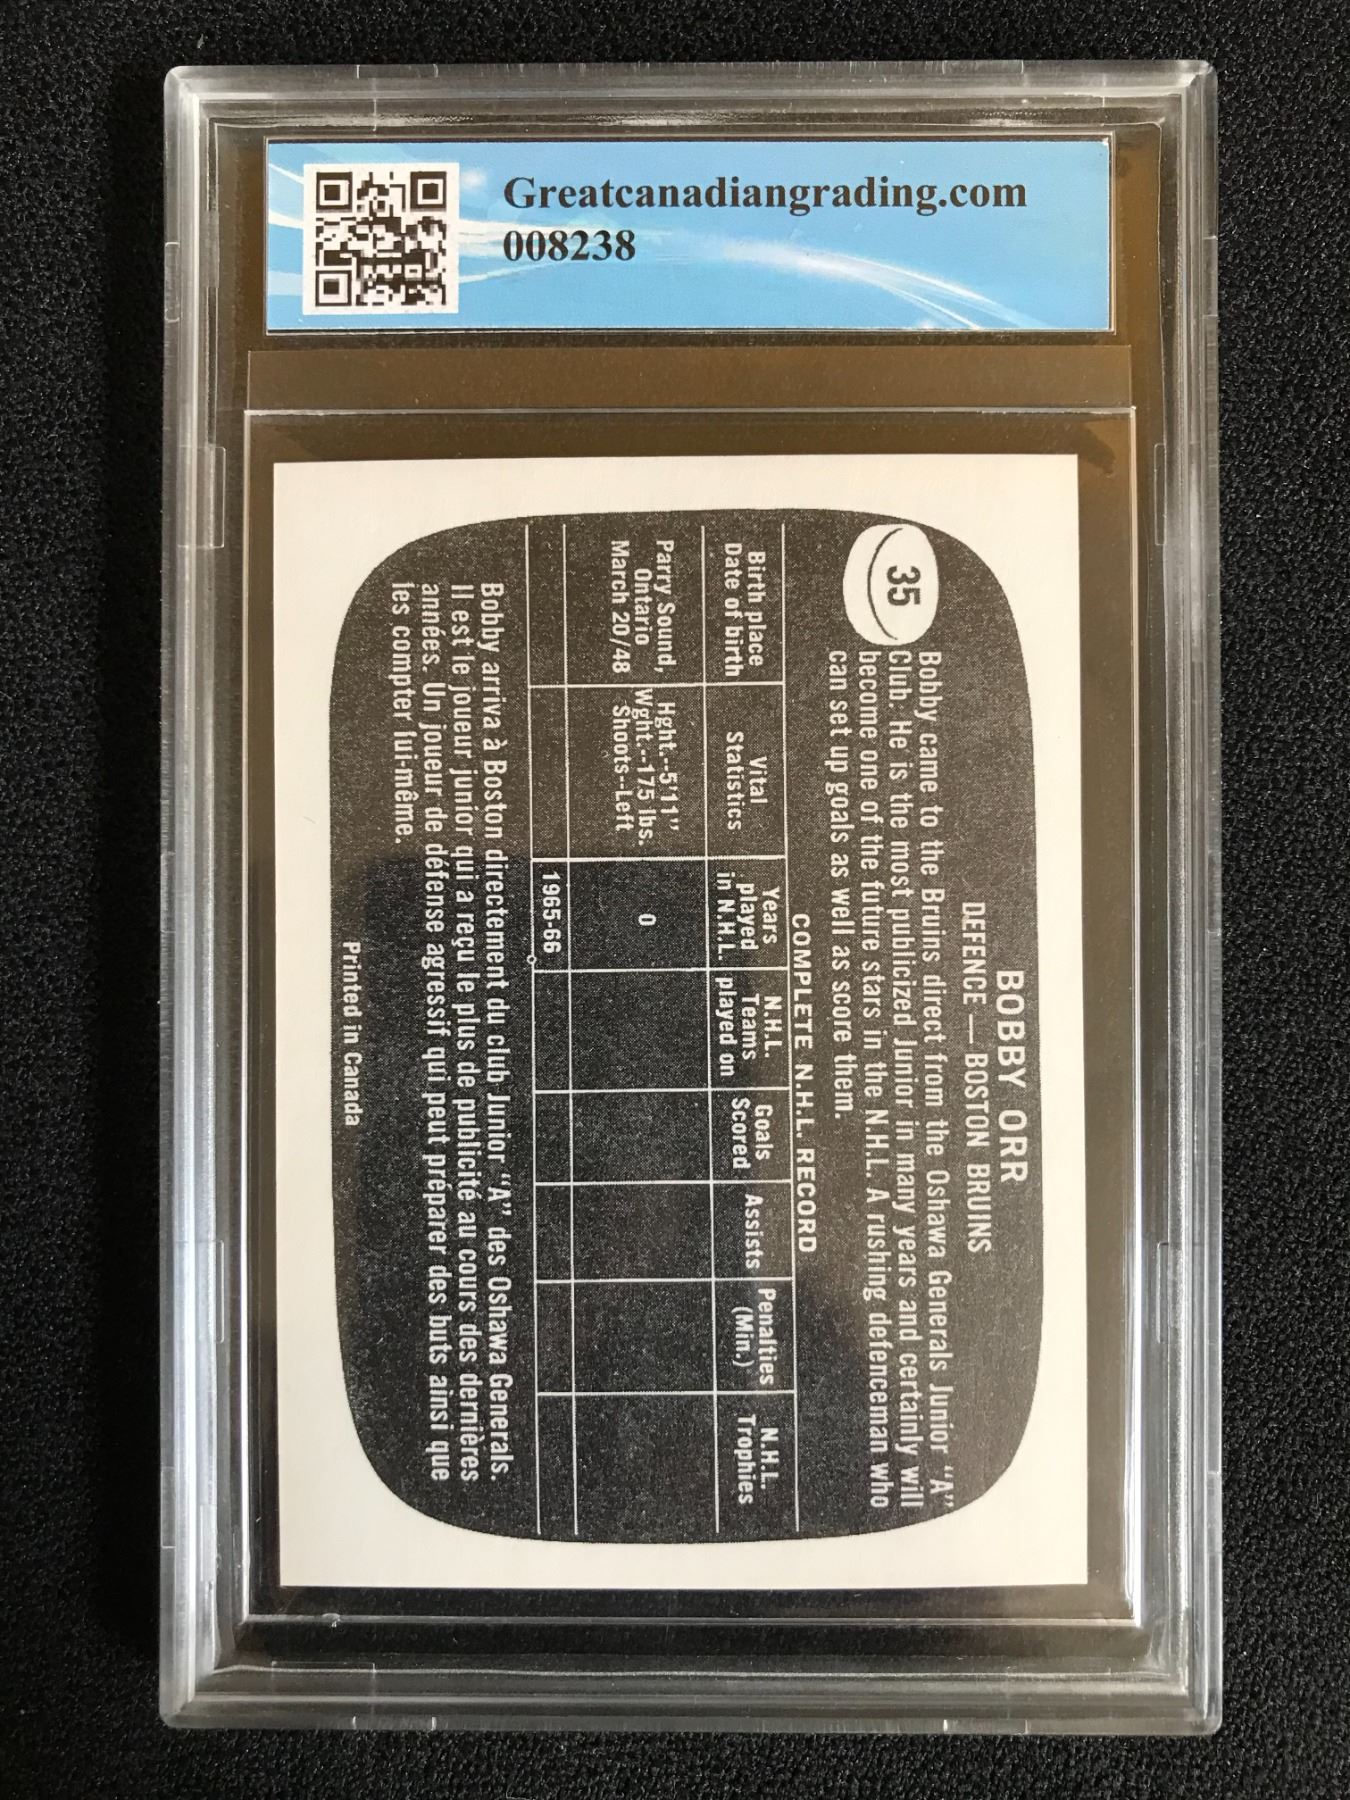 Greatcanadiangrading.com
008238
BOBBY ORR
DEFENCE — BOSTON BRUINS
35
Bobby came to the Bruins direct from the Oshawa Generals Junior "A"
Club. He is the most publicized Junior in many years and certainly will
become one of the future stars in the N.H.L. A rushing defenceman who
can set up goals as well as score them.
COMPLETE N.H.L. RECORD
Birth place
Date of birth
Vital
Statistics
Years
played
in N.H.L.
N.H.L.
Teams
played on
Goals
Scored
Assists
Penalties
(Min.)
N.H.L.
Trophies
Parry Sound,
Ontario
March 20/48
Hght.--5'11"
Wght.--175 lbs.
Shoots--Left
0
1965-66
Bobby arriva à Boston directement du club Junior "A" des Oshawa Generals.
Il est le joueur junior qui a reçu le plus de publicité au cours des dernières
années. Un joueur de défense agressif qui peut préparer des buts ainsi que
les compter lui-même.
Printed in Canada